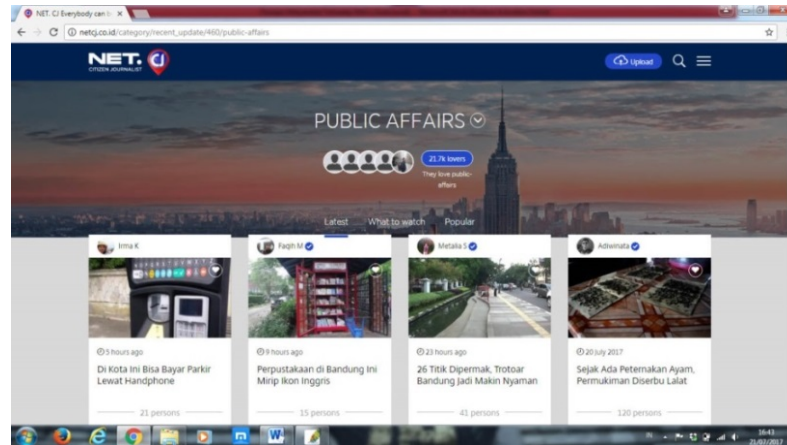 NET. CJ Everybody can b
netcj.co.id/category/recent_update/460/public-affairs
NET. CJ
CITIZEN JOURNALIST
Upload
PUBLIC AFFAIRS
21.7k lovers
They love public-
affairs
Latest
What to watch
Popular
Irma K
Faqih M
Metalia S
Adiwinata
5 hours ago
Di Kota Ini Bisa Bayar Parkir
Lewat Handphone
21 persons
9 hours ago
Perpustakaan di Bandung Ini
Mirip Ikon Inggris
15 persons
23 hours ago
26 Titik Dipermak, Trotoar
Bandung Jadi Makin Nyaman
41 persons
20 July 2017
Sejak Ada Peternakan Ayam,
Permukiman Diserbu Lalat
120 persons
16:43
21/07/2017